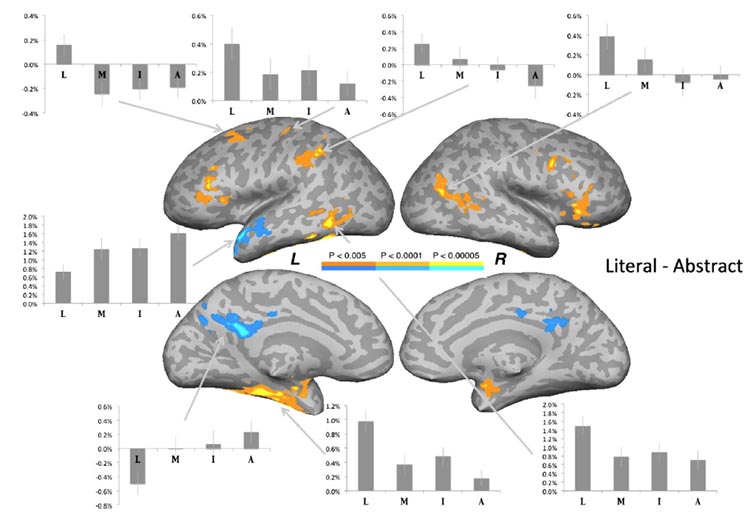 0.4% 0.2% 0.0% -0.2% -0.4% L M I A
0.6% 0.4% 0.2% 0.0% L M I A
0.6% 0.4% 0.2% 0.0% -0.2% -0.4% -0.6% L M I A
0.6% 0.4% 0.2% 0.0% -0.2% -0.4% L M I A
2.0% 1.8% 1.6% 1.4% 1.2% 1.0% 0.8% 0.6% 0.4% 0.2% 0.0% L M I A
L R
P < 0.005 P < 0.0001 P < 0.00005
Literal - Abstract
0.6% 0.4% 0.2% 0.0% -0.2% -0.4% -0.6% -0.8% L M I A
1.2% 1.0% 0.8% 0.6% 0.4% 0.2% 0.0% L M I A
2.0% 1.8% 1.6% 1.4% 1.2% 1.0% 0.8% 0.6% 0.4% 0.2% 0.0% L M I A